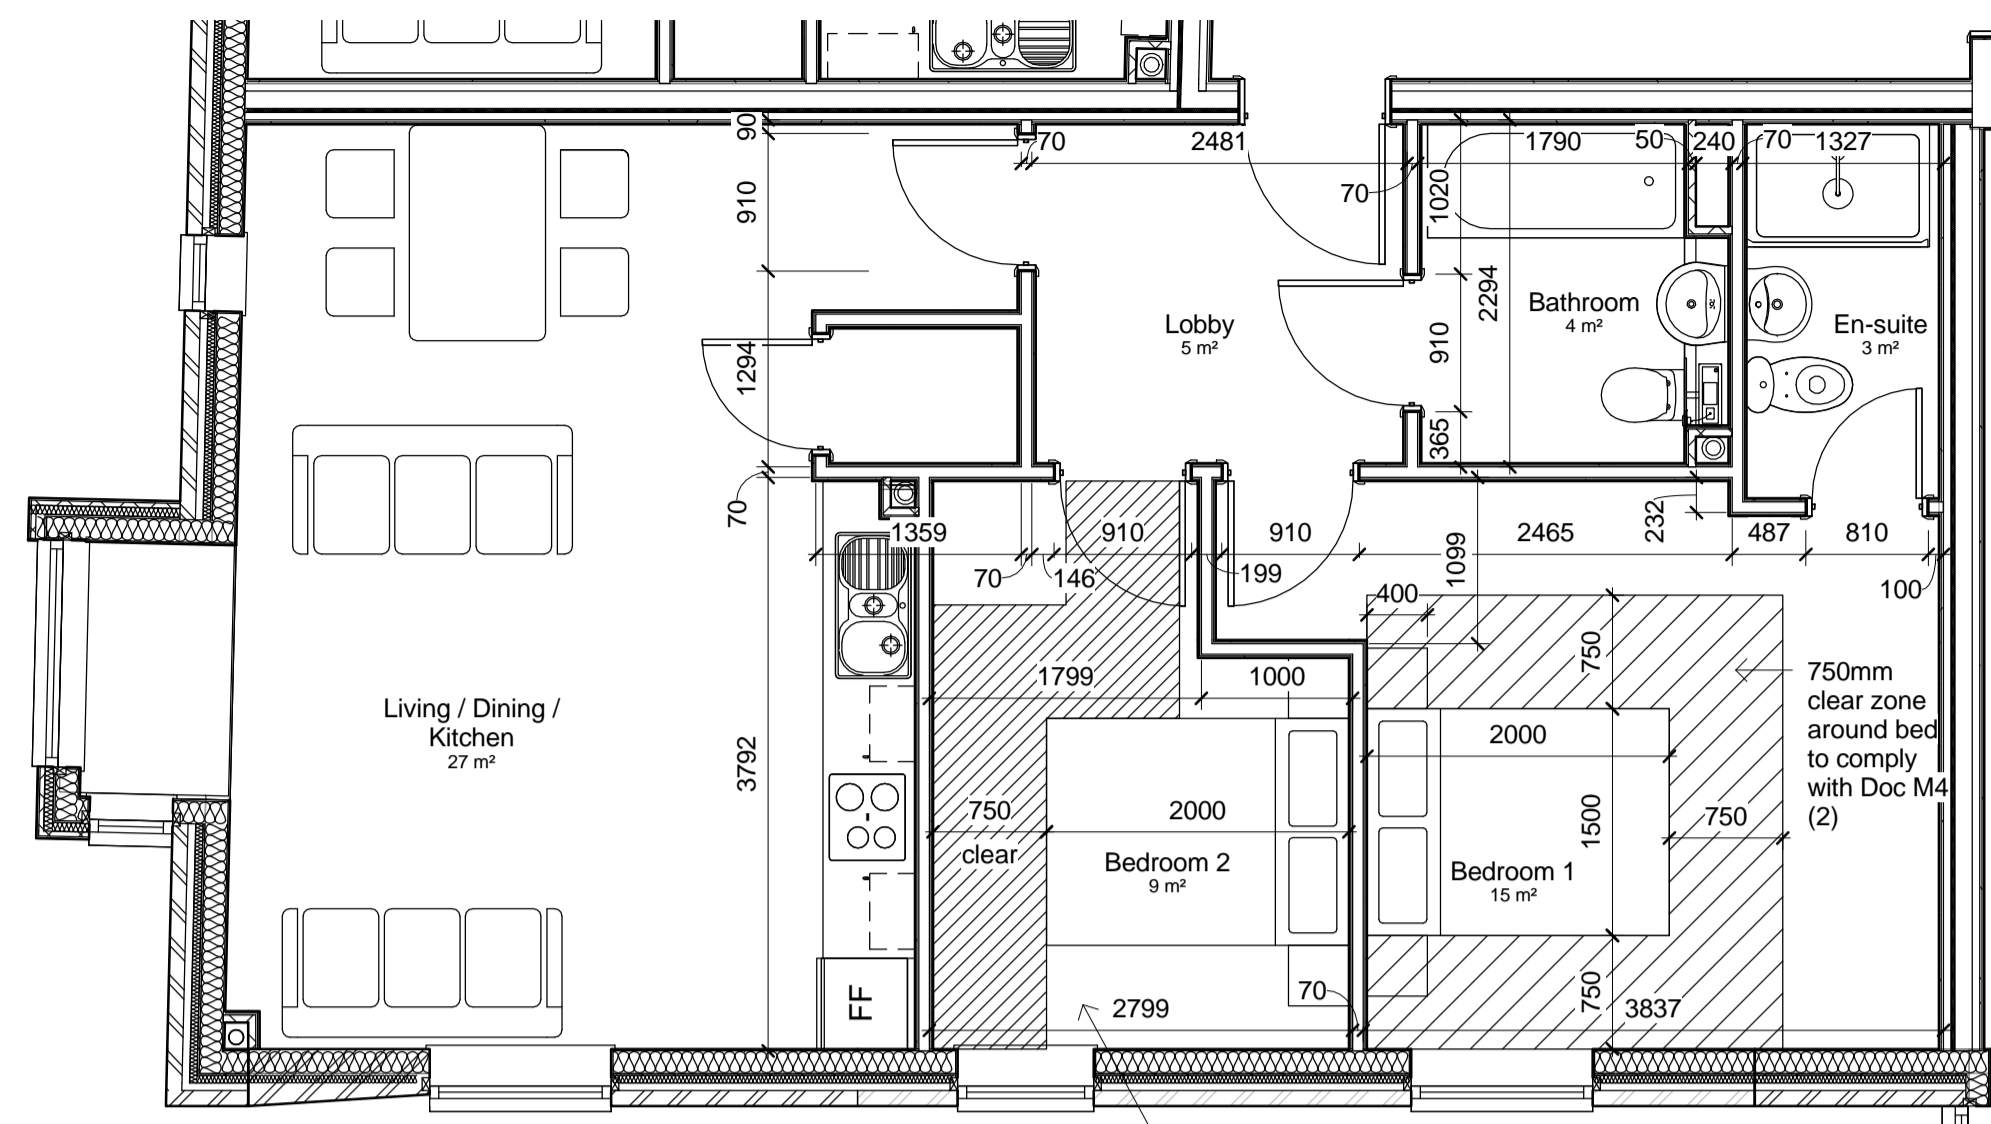 90
70
2481
1790
50
240
70
1327
910
70
1020
2294
Bathroom
4 m²
Lobby
5 m²
En-suite
3 m²
910
1294
365
70
1359
910
910
1099
2465
232
487
810
70
146
199
100
400
750
1799
1000
750mm
clear zone
around bed
to comply
with Doc M4
(2)
Living / Dining /
Kitchen
27 m²
3792
2000
750
clear
2000
1500
750
Bedroom 2
9 m²
Bedroom 1
15 m²
FF
70
2799
750
3837